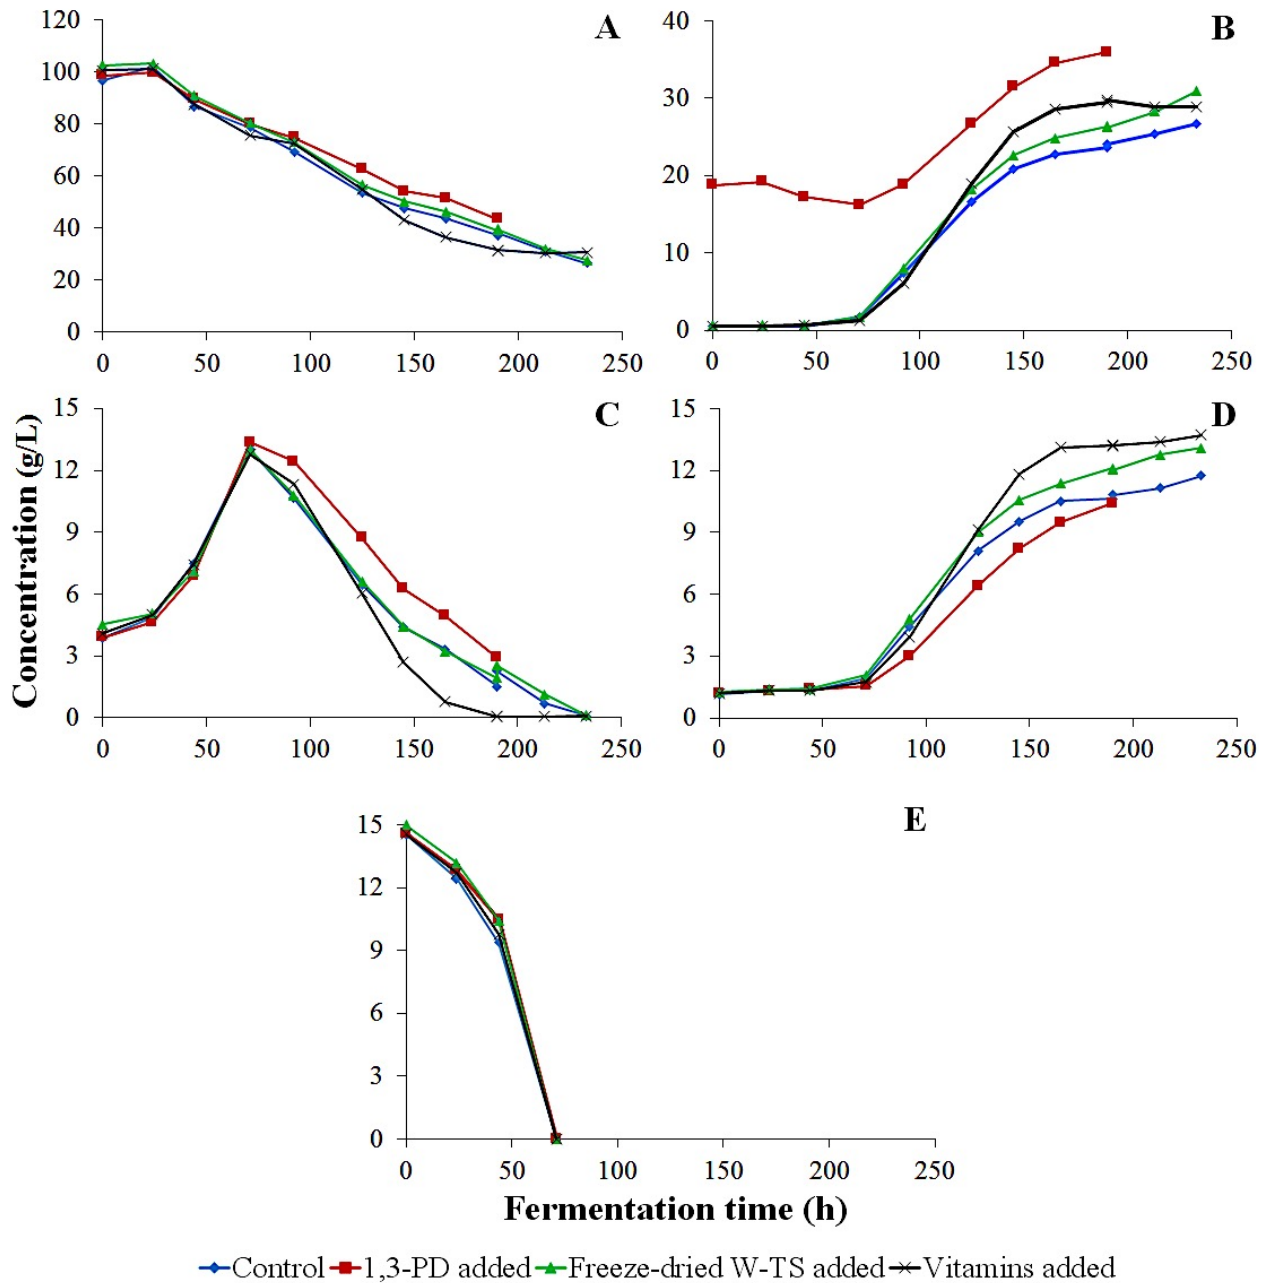 A
120
100
80
60
40
20
0
0 50 100 150 200 250
B
40
30
20
10
0
0 50 100 150 200 250
Concentration (g/L)
C
15
12
9
6
3
0
0 50 100 150 200 250
D
15
12
9
6
3
0
0 50 100 150 200 250
E
15
12
9
6
3
0
0 50 100 150 200 250
Fermentation time (h)
Control 1,3-PD added Freeze-dried W-TS added Vitamins added